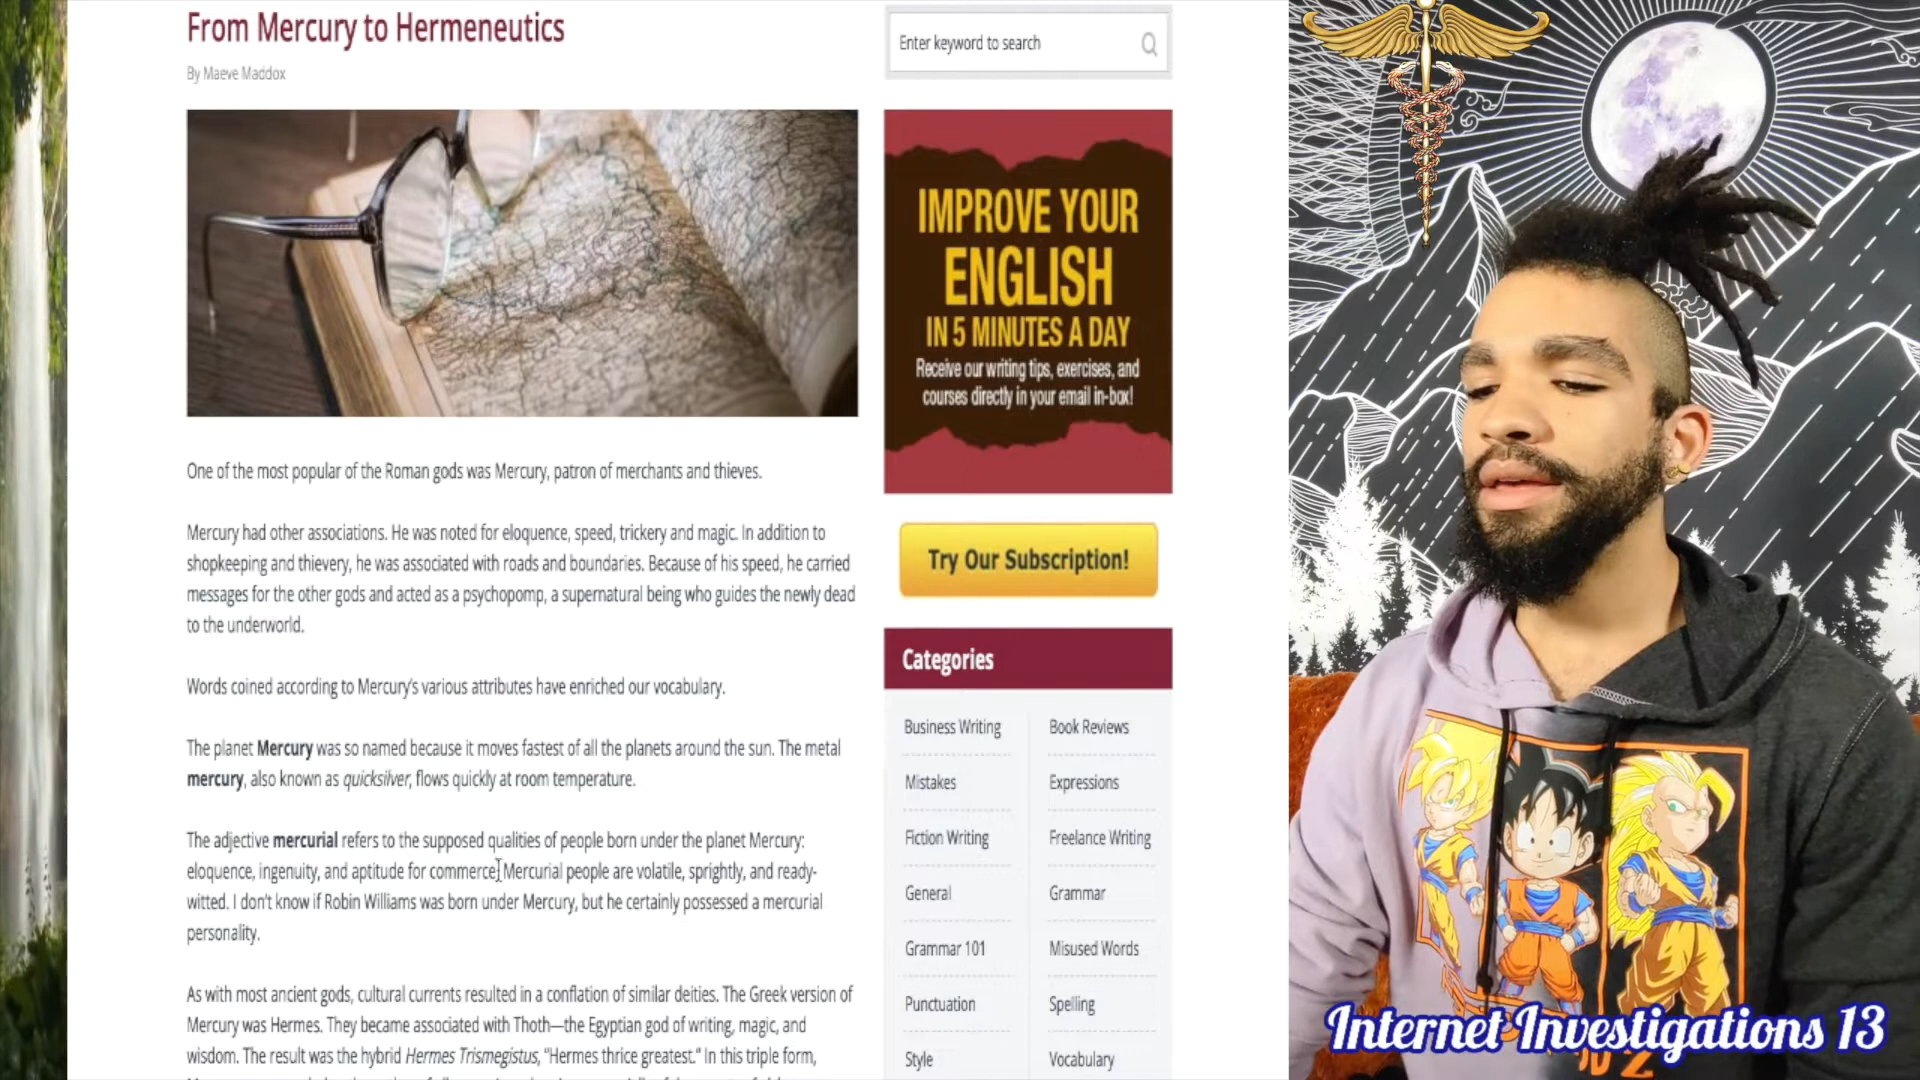 From Mercury to Hermeneutics
By Maeve Maddox
Enter keyword to search
IMPROVE YOUR
ENGLISH
IN 5 MINUTES A DAY
Receive our writing tips, exercises, and
courses directly in your email in-box!
Try Our Subscription!
One of the most popular of the Roman gods was Mercury, patron of merchants and thieves.
Mercury had other associations. He was noted for eloquence, speed, trickery and magic. In addition to
shopkeeping and thievery, he was associated with roads and boundaries. Because of his speed, he carried
messages for the other gods and acted as a psychopomp, a supernatural being who guides the newly dead
to the underworld.
Words coined according to Mercury's various attributes have enriched our vocabulary.
The planet Mercury was so named because it moves fastest of all the planets around the sun. The metal
mercury, also known as quicksilver, flows quickly at room temperature.
The adjective mercurial refers to the supposed qualities of people born under the planet Mercury:
eloquence, ingenuity, and aptitude for commerce. Mercurial people are volatile, sprightly, and ready-
witted. I don't know if Robin Williams was born under Mercury, but he certainly possessed a mercurial
personality.
As with most ancient gods, cultural currents resulted in a conflation of similar deities. The Greek version of
Mercury was Hermes. They became associated with Thoth—the Egyptian god of writing, magic, and
wisdom. The result was the hybrid Hermes Trismegistus, "Hermes thrice greatest." In this triple form,
Categories
Business Writing
Book Reviews
Mistakes
Expressions
Fiction Writing
Freelance Writing
General
Grammar
Grammar 101
Misused Words
Punctuation
Spelling
Style
Vocabulary
Internet Investigations 13